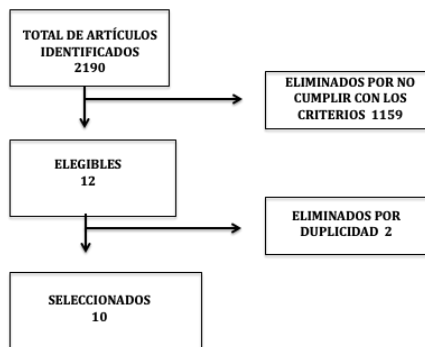 TOTAL DE ARTÍCULOS
IDENTIFICADOS
2190
ELIMINADOS POR NO
CUMPLIR CON LOS
CRITERIOS 1159
ELEGIBLES
12
ELIMINADOS POR
DUPLICIDAD 2
SELECCIONADOS
10